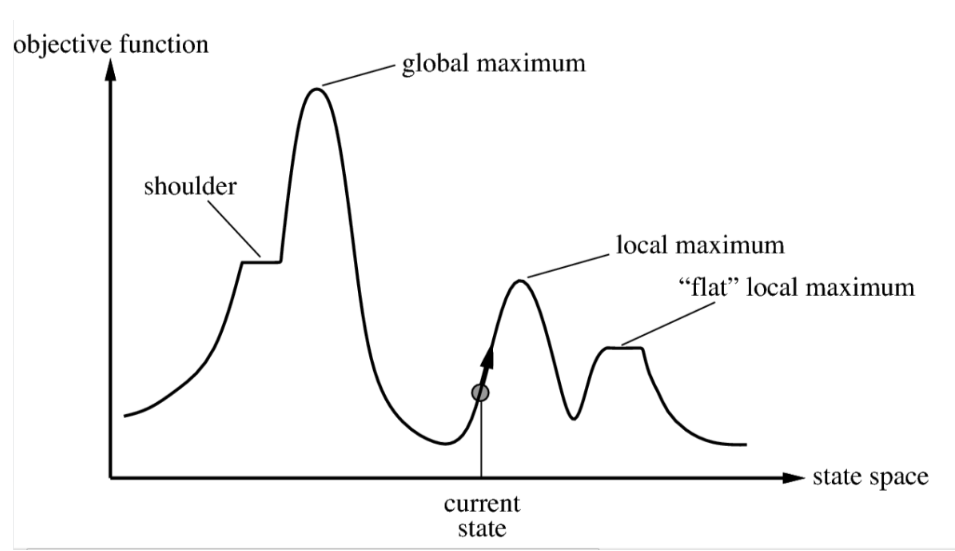 objective function
global maximum
shoulder
local maximum
“flat” local maximum
state space
current
state